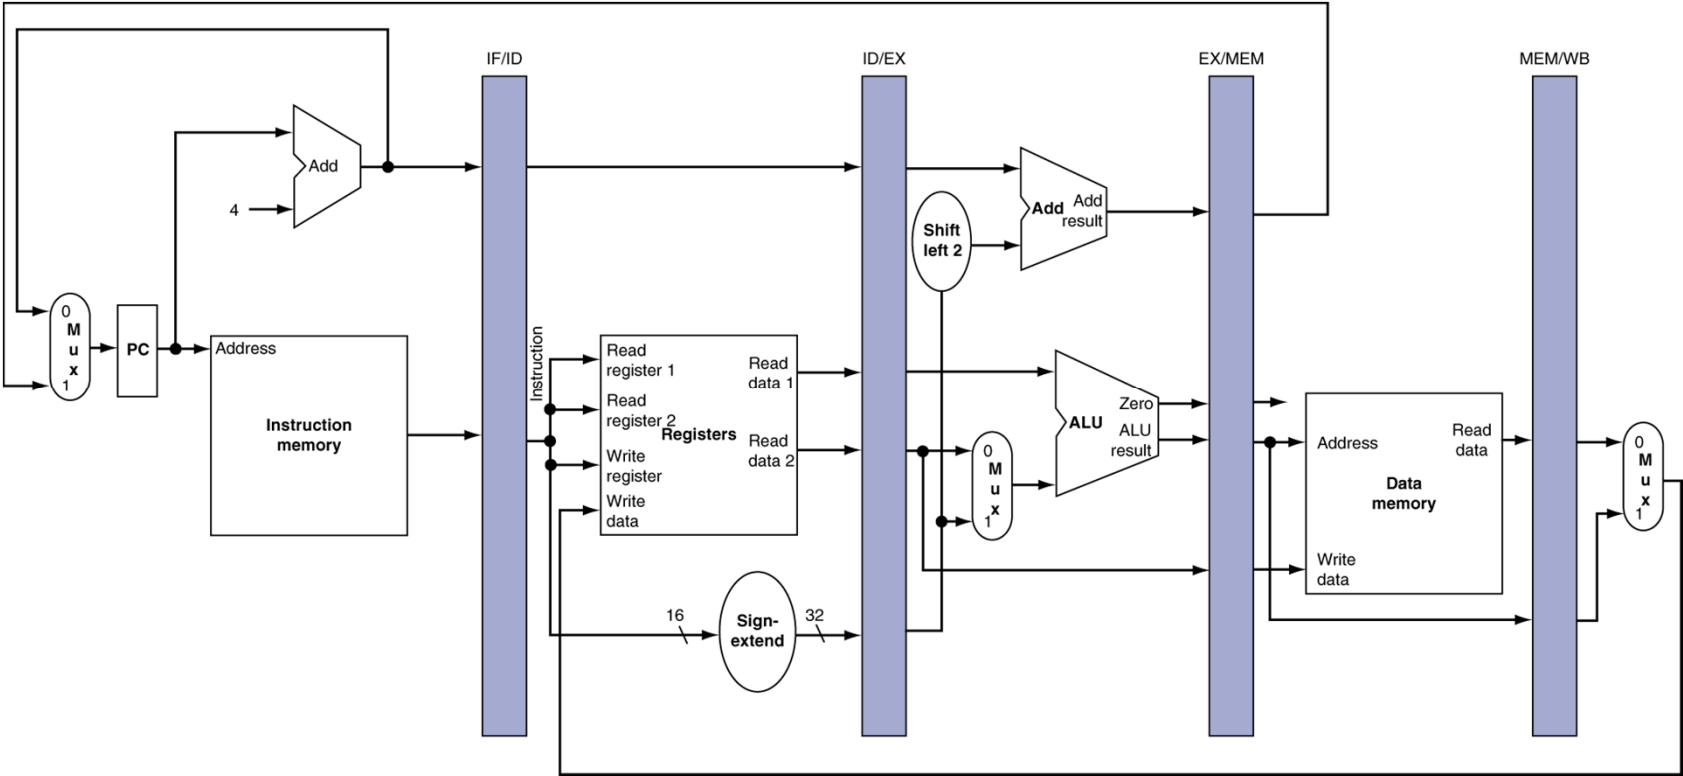 IF/ID
ID/EX
EX/MEM
MEM/WB
Add
4
Add
Add
result
Shift
left 2
0
M
u
x
1
PC
Address
Instruction
memory
Instruction
Read
register 1
Read
register 2
Write
register
Write
data
Registers
Read
data 1
Read
data 2
16
Sign-
extend
32
0
M
u
x
1
ALU
Zero
ALU
result
Address
Read
data
Data
memory
Write
data
0
M
u
x
1